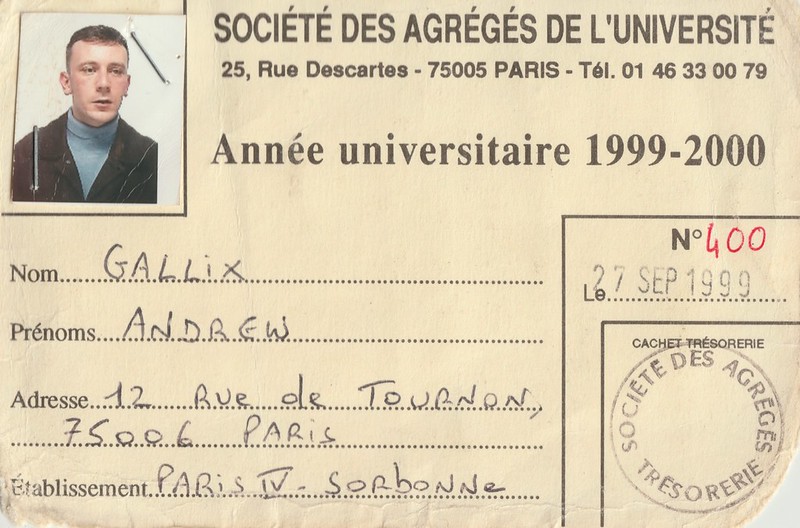 SOCIÉTÉ DES AGRÉGÉS DE L'UNIVERSITÉ
25, Rue Descartes - 75005 PARIS - Tél. 01 46 33 00 79
Année universitaire 1999-2000
N° 400
Le 27 SEP 1999
Nom GALLIX
Prénoms ANDREW
Adresse 12 RUE de TOURNON,
75006 PARIS
Établissement PARIS IV - SORBONNE
CACHET TRÉSORERIE
SOCIÉTÉ DES AGRÉGÉS
TRÉSORERIE